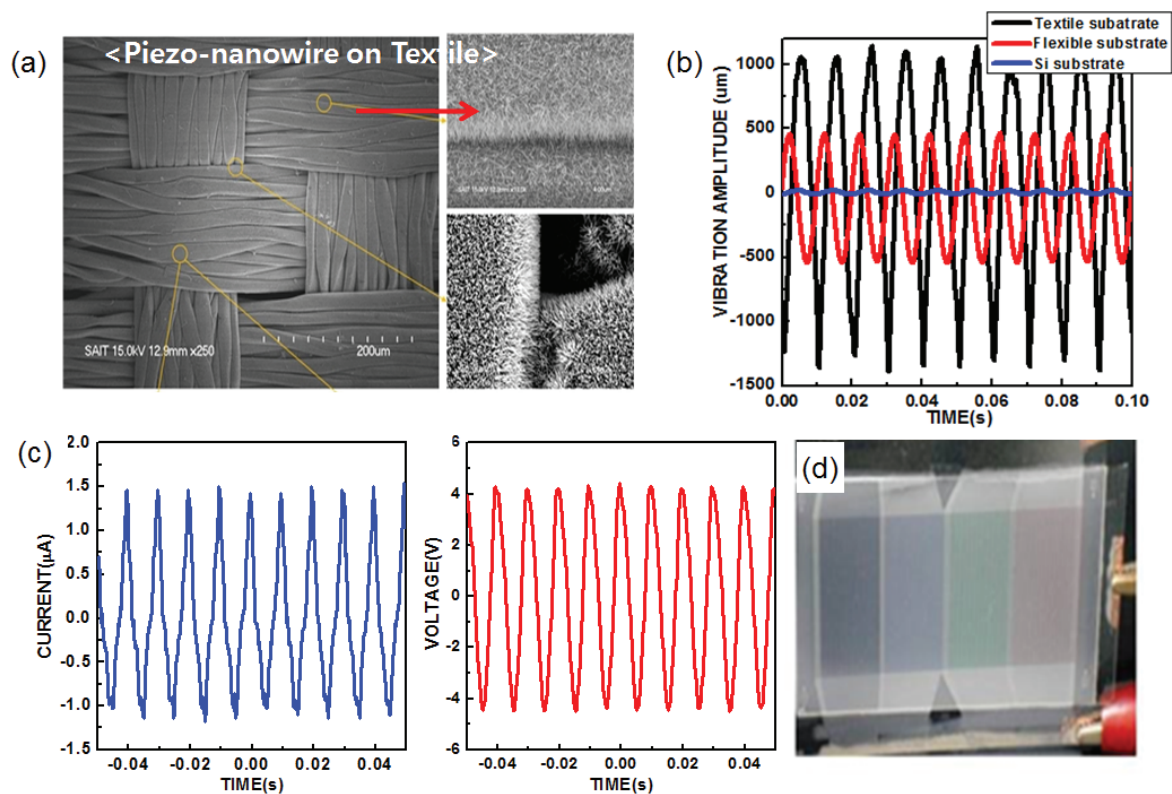 (a)
<Piezo-nanowire on Textile>
SAIT 15.0kV 12.9mm x250
200um
(b)
Textile subatrate
Flexible substrate
Si substrate
VIBRATION AMPLITUDE (um)
1000
500
0
-500
-1000
-1500
0.00 0.02 0.04 0.06 0.08 0.10
TIME(s)
(c)
CURRENT(μA)
2.0
1.5
1.0
0.5
0.0
-0.5
-1.0
-1.5
-0.04 -0.02 0.00 0.02 0.04
TIME(s)
VOLTAGE(V)
6
4
2
0
-2
-4
-6
-0.04 -0.02 0.00 0.02 0.04
TIME(s)
(d)